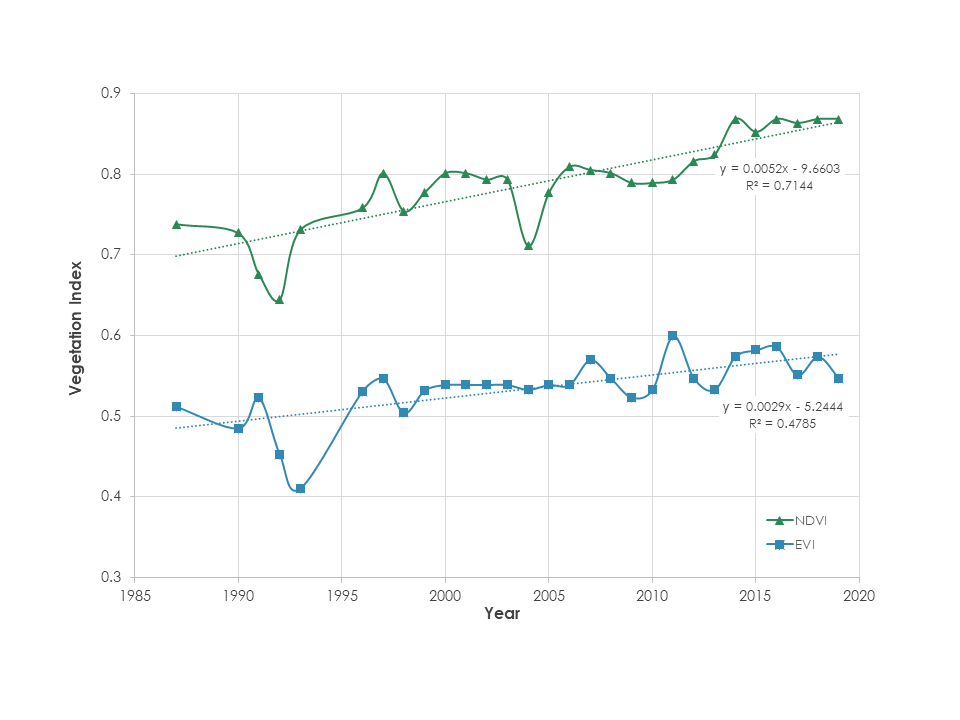 0.9
0.8
0.7
0.6
0.5
0.4
0.3
Vegetation Index
y = 0.0052x - 9.6603
R² = 0.7144
y = 0.0029x - 5.2444
R² = 0.4785
NDVI
EVI
1985 1990 1995 2000 2005 2010 2015 2020
Year